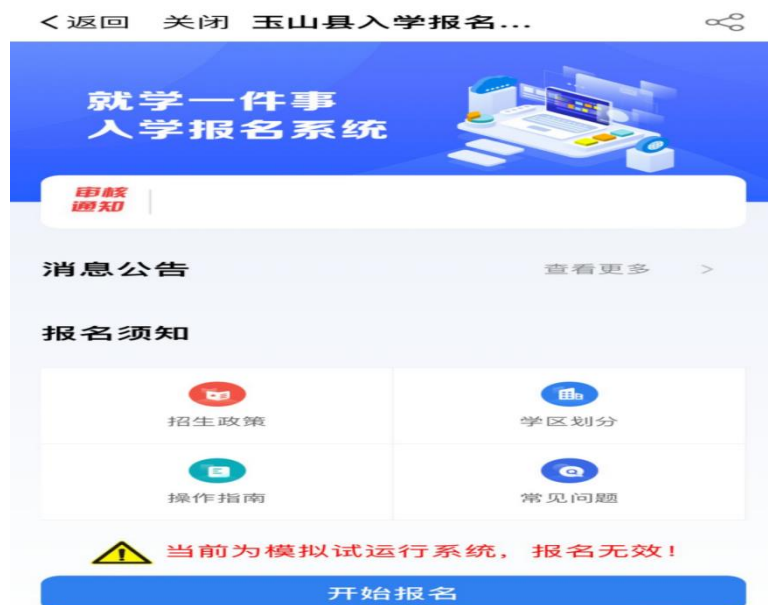 <返回 关闭 玉山县入学报名...
就学一件事
入学报名系统
审核
通知
消息公告 查看更多 >
报名须知
招生政策 学区划分
操作指南 常见问题
当前为模拟试运行系统，报名无效！
开始报名